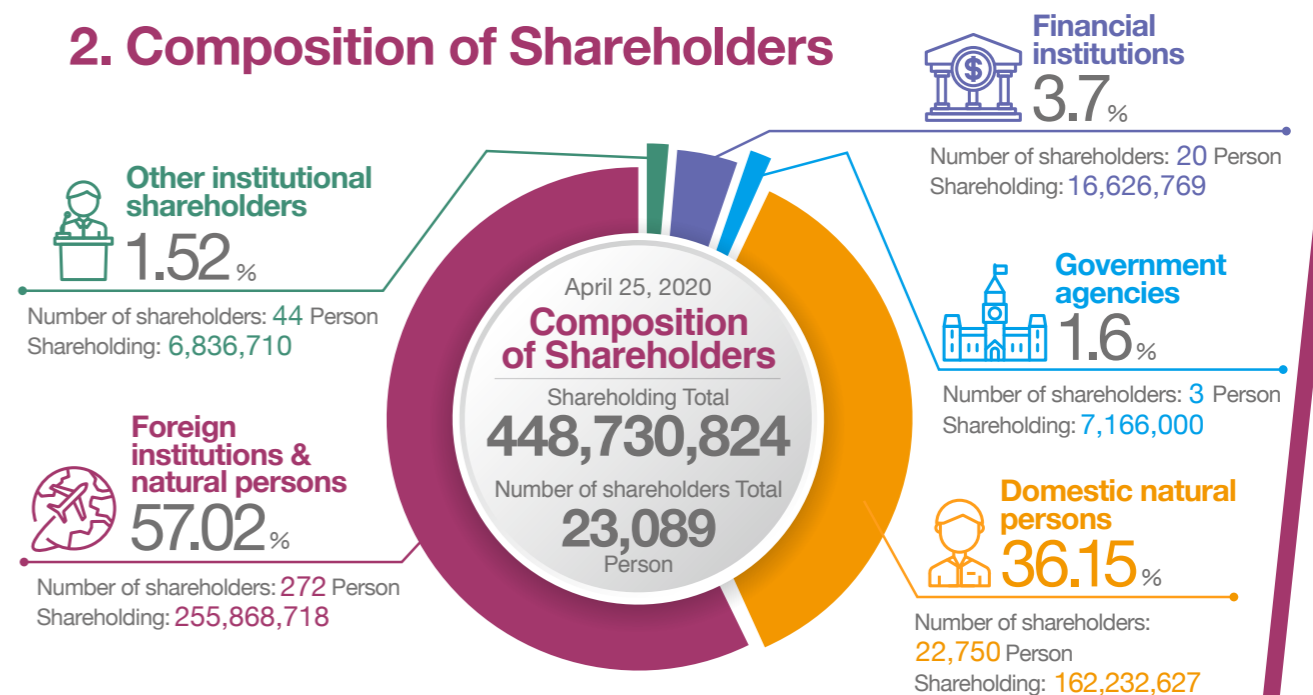 2. Composition of Shareholders
Financial
institutions
3.7%
Number of shareholders: 20 Person
Shareholding: 16,626,769
Other institutional
shareholders
1.52%
Number of shareholders: 44 Person
Shareholding: 6,836,710
Government
agencies
1.6%
Number of shareholders: 3 Person
Shareholding: 7,166,000
April 25, 2020
Composition
of Shareholders
Shareholding Total
448,730,824
Number of shareholders Total
23,089
Person
Foreign
institutions &
natural persons
57.02%
Number of shareholders: 272 Person
Shareholding: 255,868,718
Domestic natural
persons
36.15%
Number of shareholders:
22,750 Person
Shareholding: 162,232,627
$